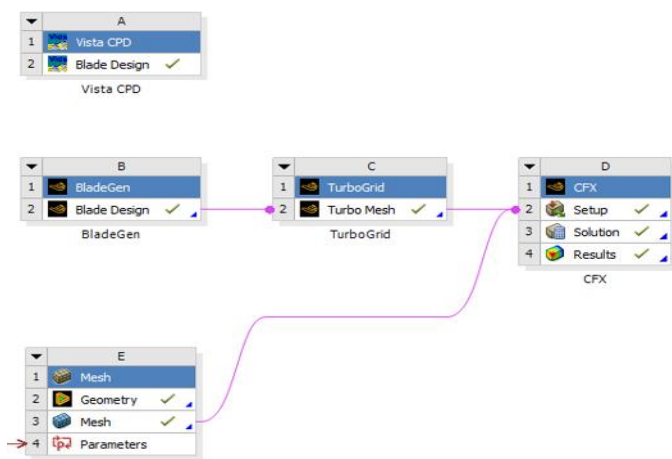 A
1 Vista CPD
2 Blade Design
Vista CPD
B
1 BladeGen
2 Blade Design
BladeGen
C
1 TurboGrid
2 Turbo Mesh
TurboGrid
D
1 CFX
2 Setup
3 Solution
4 Results
CFX
E
1 Mesh
2 Geometry
3 Mesh
4 Parameters